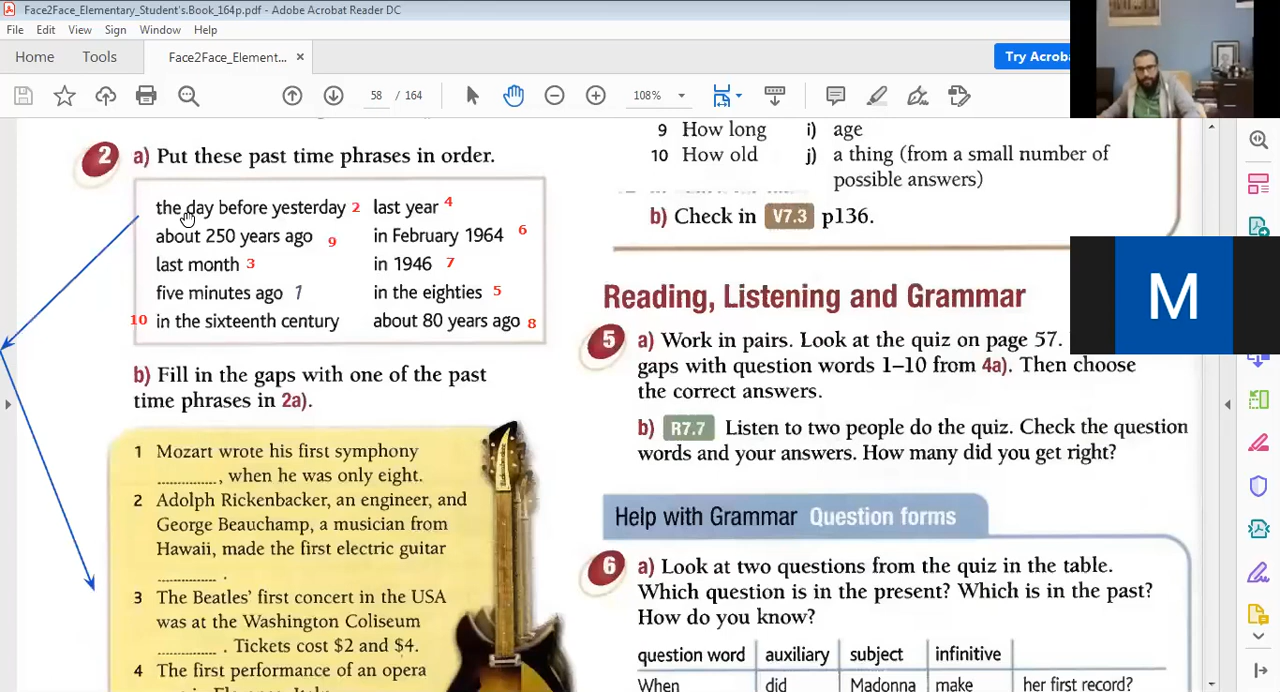 Face2Face_Elementary_Student's.Book_164p.pdf - Adobe Acrobat Reader DC
File Edit View Sign Window Help
Home Tools Face2Face_Element... × Try Acroba
58 / 164 108%
2 a) Put these past time phrases in order.
the day before yesterday 2 last year 4
about 250 years ago 9 in February 1964 6
last month 3 in 1946 7
five minutes ago 1 in the eighties 5
10 in the sixteenth century about 80 years ago 8
b) Fill in the gaps with one of the past
time phrases in 2a).
1 Mozart wrote his first symphony
.............., when he was only eight.
2 Adolph Rickenbacker, an engineer, and
George Beauchamp, a musician from
Hawaii, made the first electric guitar
.............. .
3 The Beatles' first concert in the USA
was at the Washington Coliseum
.............. . Tickets cost $2 and $4.
4 The first performance of an opera
9 How long i) age
10 How old j) a thing (from a small number of
possible answers)
b) Check in V7.3 p136.
Reading, Listening and Grammar
5 a) Work in pairs. Look at the quiz on page 57.
gaps with question words 1–10 from 4a). Then choose
the correct answers.
b) R7.7 Listen to two people do the quiz. Check the question
words and your answers. How many did you get right?
Help with Grammar Question forms
6 a) Look at two questions from the quiz in the table.
Which question is in the present? Which is in the past?
How do you know?
question word auxiliary subject infinitive
When did Madonna make her first record?
M